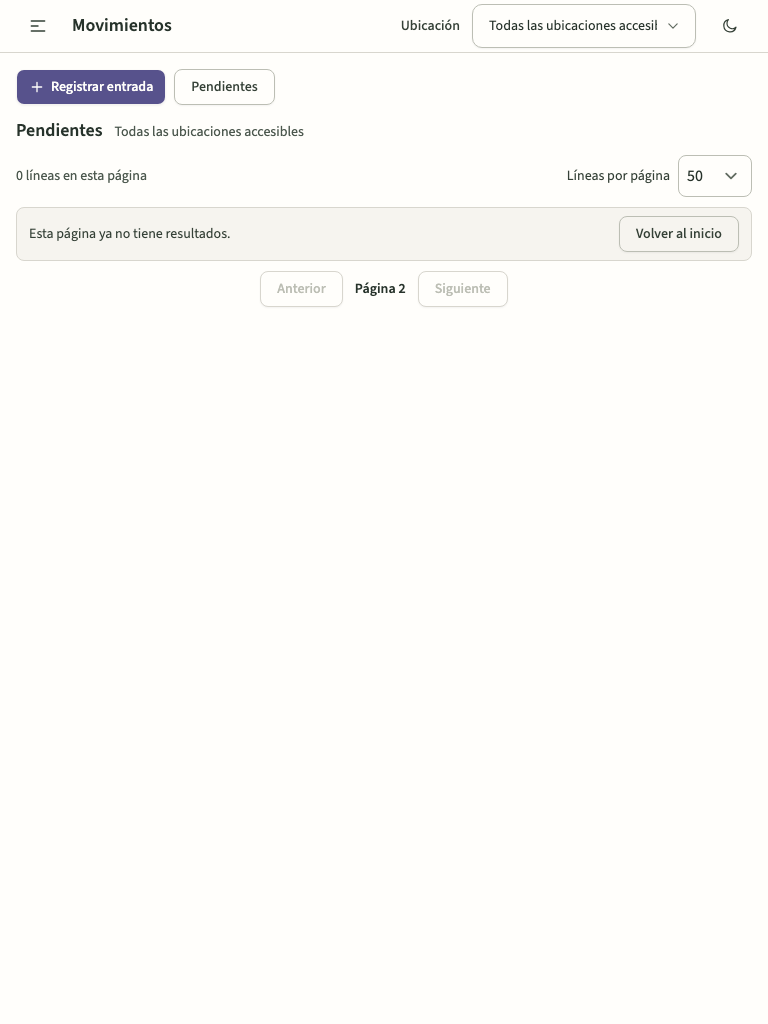 Movimientos
Ubicación
Todas las ubicaciones accesil
Registrar entrada
Pendientes
Pendientes Todas las ubicaciones accesibles
0 líneas en esta página
Líneas por página 50
Esta página ya no tiene resultados.
Volver al inicio
Anterior Página 2 Siguiente